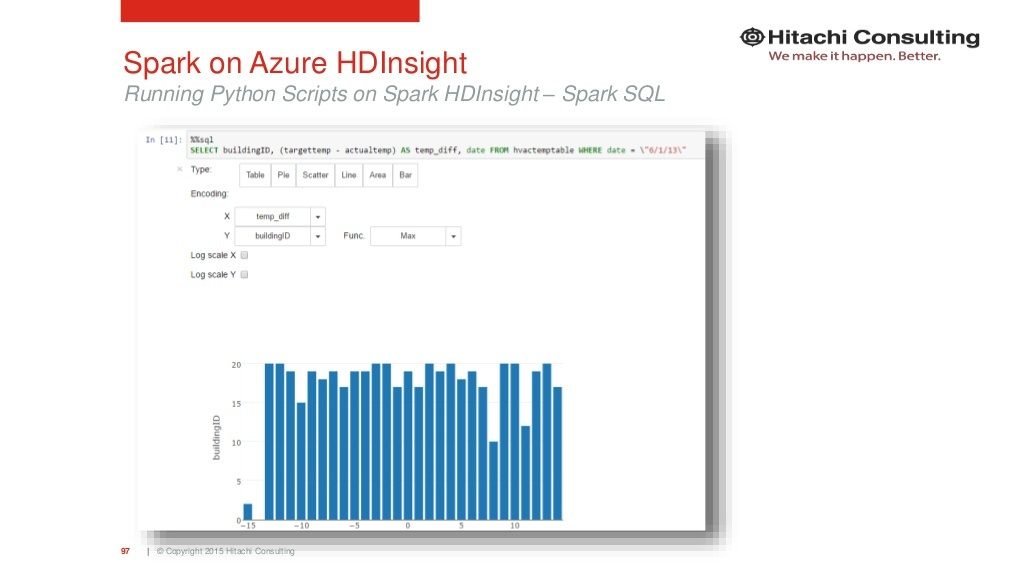 Hitachi Consulting
We make it happen. Better.
Spark on Azure HDInsight
Running Python Scripts on Spark HDInsight – Spark SQL
In [11]: %%sql
SELECT buildingID, (targettemp - actualtemp) AS temp_diff, date FROM hvactemptable WHERE date = \"6/1/13\"
× Type: Table Pie Scatter Line Area Bar
Encoding:
X temp_diff
Y buildingID Func. Max
Log scale X
Log scale Y
20
15
10
5
0
buildingID
−15 −10 −5 0 5 10
97 | © Copyright 2015 Hitachi Consulting